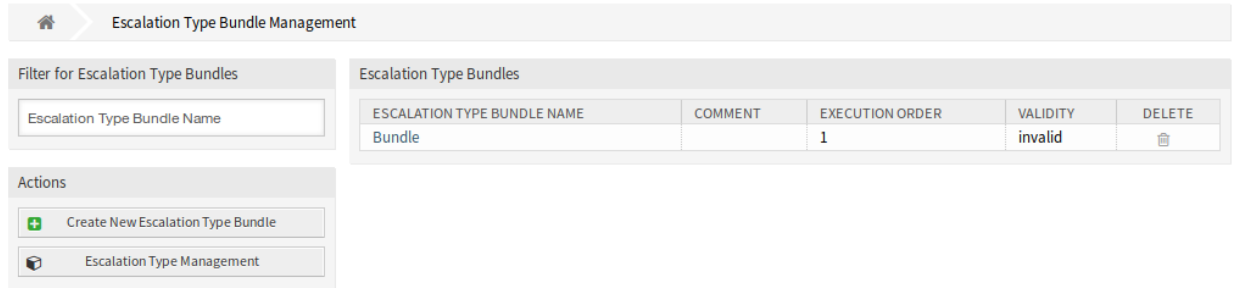 Escalation Type Bundle Management
Filter for Escalation Type Bundles
Escalation Type Bundle Name
Actions
Create New Escalation Type Bundle
Escalation Type Management
Escalation Type Bundles
ESCALATION TYPE BUNDLE NAME COMMENT EXECUTION ORDER VALIDITY DELETE
Bundle 1 invalid